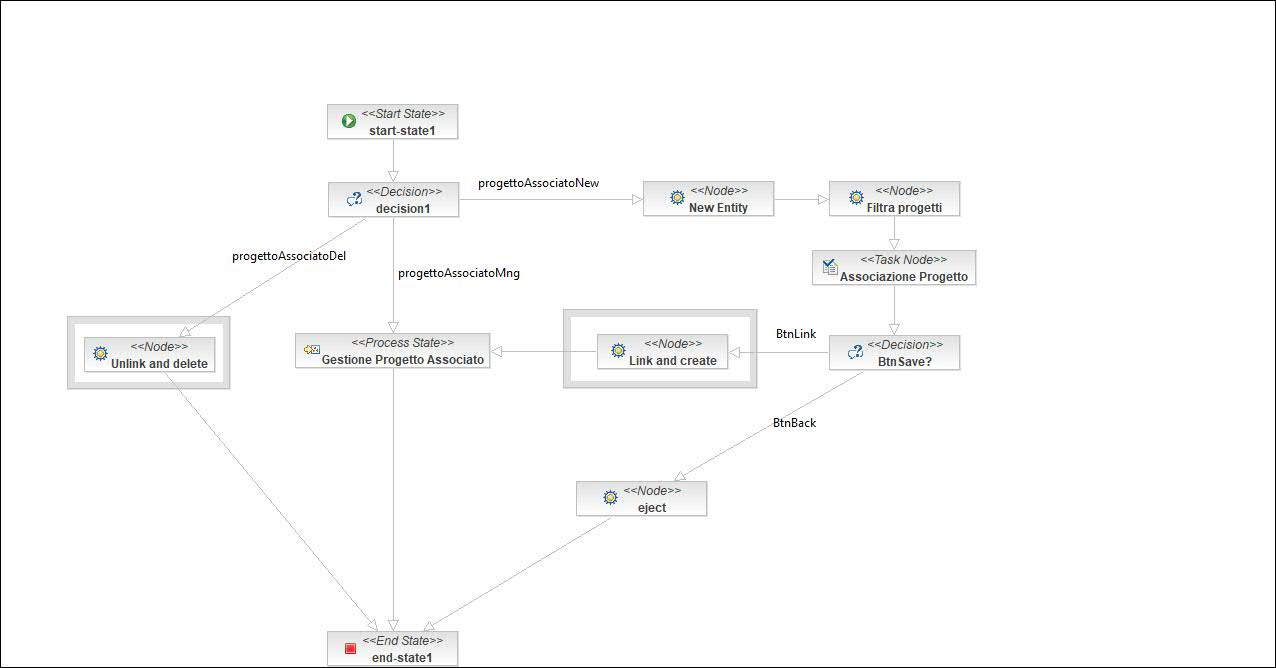 <<Start State>>
start-state1
<<Decision>>
decision1
progettoAssociatoNew
<<Node>>
New Entity
<<Node>>
Filtra progetti
progettoAssociatoDel
progettoAssociatoMng
<<Task Node>>
Associazione Progetto
<<Node>>
Unlink and delete
<<Process State>>
Gestione Progetto Associato
<<Node>>
Link and create
BtnLink
<<Decision>>
BtnSave?
BtnBack
<<Node>>
eject
<<End State>>
end-state1